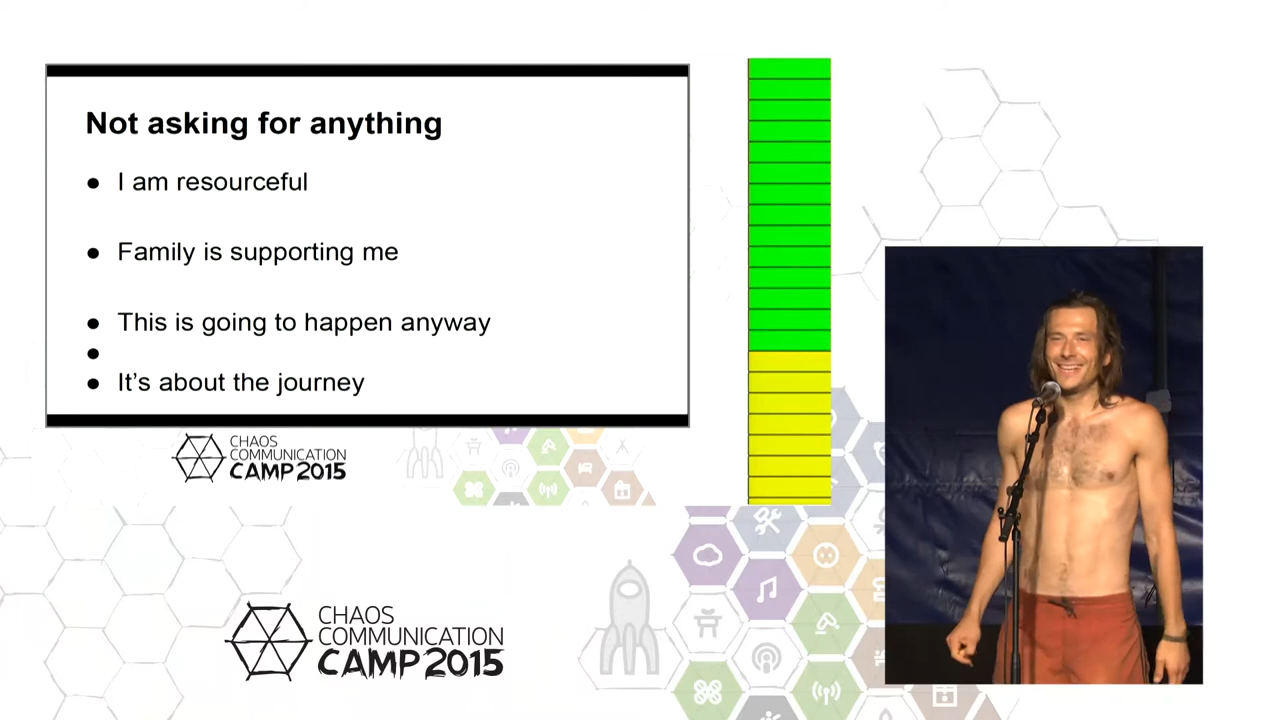 Not asking for anything
● I am resourceful
● Family is supporting me
● This is going to happen anyway
●
● It's about the journey
CHAOS
COMMUNICATION
CAMP 2015
CHAOS
COMMUNICATION
CAMP 2015